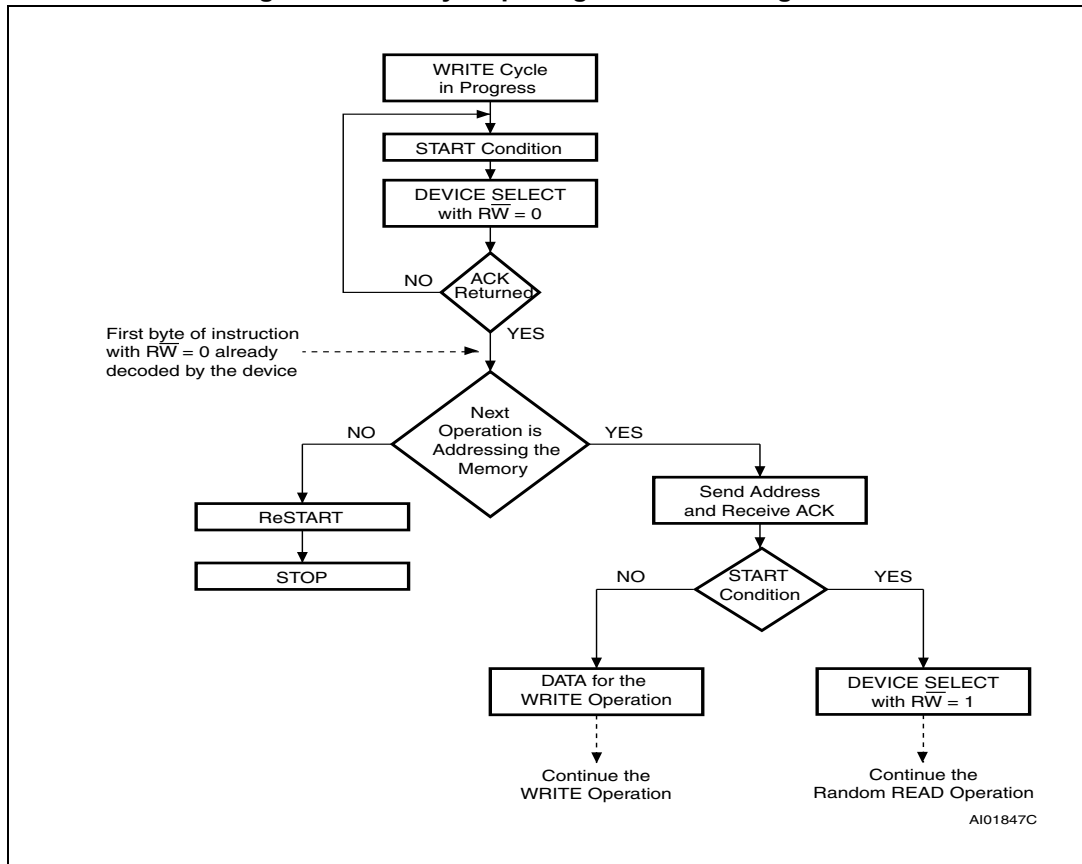 WRITE Cycle
in Progress
START Condition
DEVICE SELECT
with RW̅ = 0
NO
ACK
Returned
YES
First byte of instruction
with RW̅ = 0 already
decoded by the device
NO
Next
Operation is
Addressing the
Memory
YES
ReSTART
STOP
Send Address
and Receive ACK
NO
START
Condition
YES
DATA for the
WRITE Operation
DEVICE SELECT
with RW̅ = 1
Continue the
WRITE Operation
Continue the
Random READ Operation
AI01847C